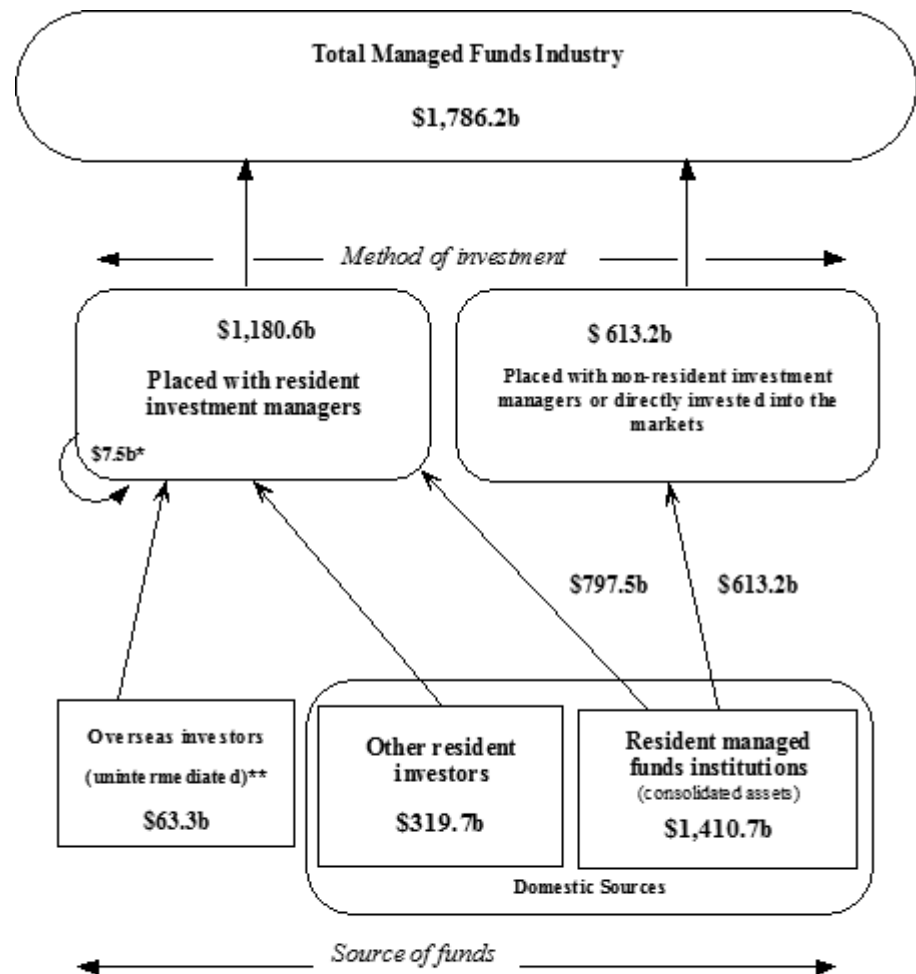 Total Managed Funds Industry
$1,786.2b
Method of investment
$1,180.6b
Placed with resident
investment managers
$7.5b*
$ 613.2b
Placed with non-resident investment
managers or directly invested into the
markets
$797.5b
$613.2b
Overseas investors
(unintermediated)**
$63.3b
Other resident
investors
$319.7b
Resident managed
funds institutions
(consolidated assets)
$1,410.7b
Domestic Sources
Source of funds